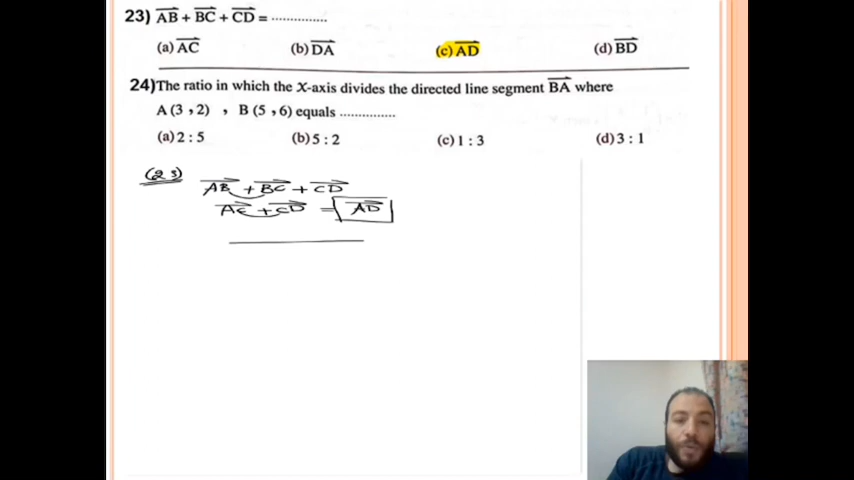 23) AB + BC + CD = ...............
(a) AC (b) DA (c) AD (d) BD
24) The ratio in which the X-axis divides the directed line segment BA where
A (3 , 2) , B (5 , 6) equals ...............
(a) 2 : 5 (b) 5 : 2 (c) 1 : 3 (d) 3 : 1
(23)
AB + BC + CD
AC + CD = AD